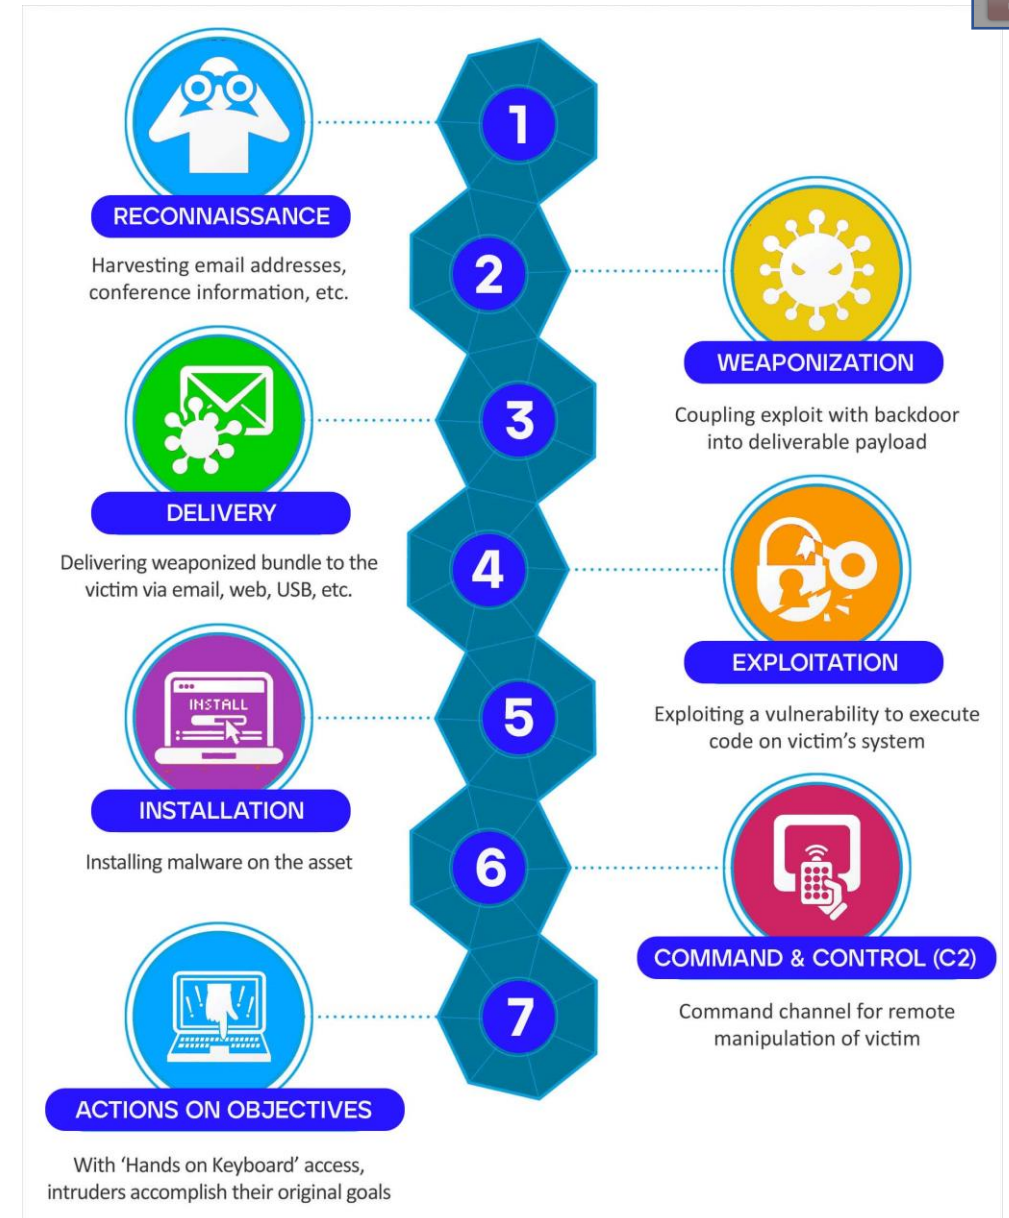 1
RECONNAISSANCE
Harvesting email addresses,
conference information, etc.
2
WEAPONIZATION
Coupling exploit with backdoor
into deliverable payload
3
DELIVERY
Delivering weaponized bundle to the
victim via email, web, USB, etc.
4
EXPLOITATION
Exploiting a vulnerability to execute
code on victim’s system
5
INSTALL
INSTALLATION
Installing malware on the asset
6
COMMAND & CONTROL (C2)
Command channel for remote
manipulation of victim
7
ACTIONS ON OBJECTIVES
With ‘Hands on Keyboard’ access,
intruders accomplish their original goals